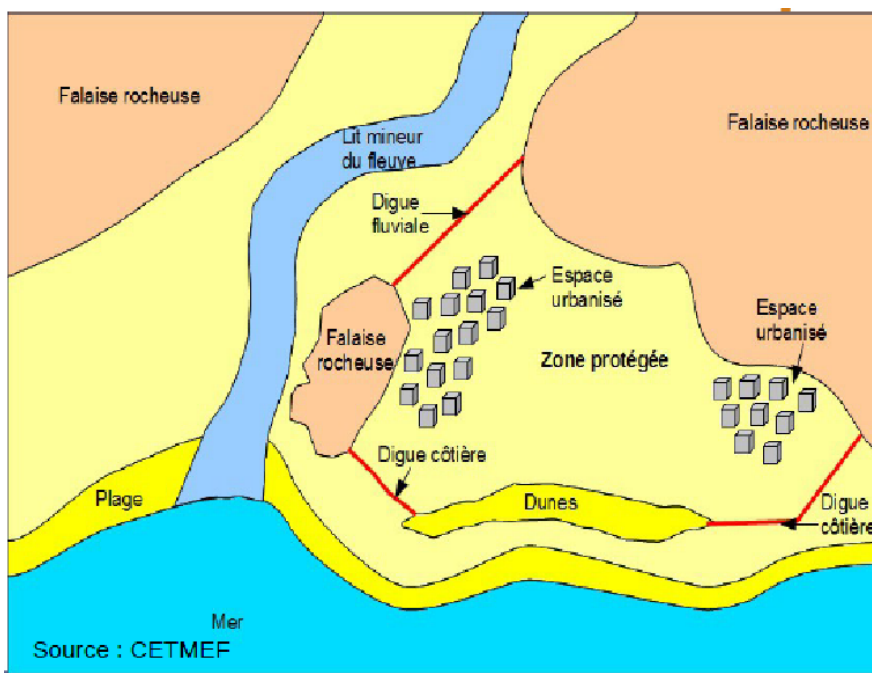 Falaise rocheuse
Falaise rocheuse
Lit mineur
du fleuve
Digue
fluviale
Espace
urbanisé
Espace
urbanisé
Falaise
rocheuse
Zone protégée
Digue côtière
Plage
Dunes
Digue
côtière
Mer
Source : CETMEF